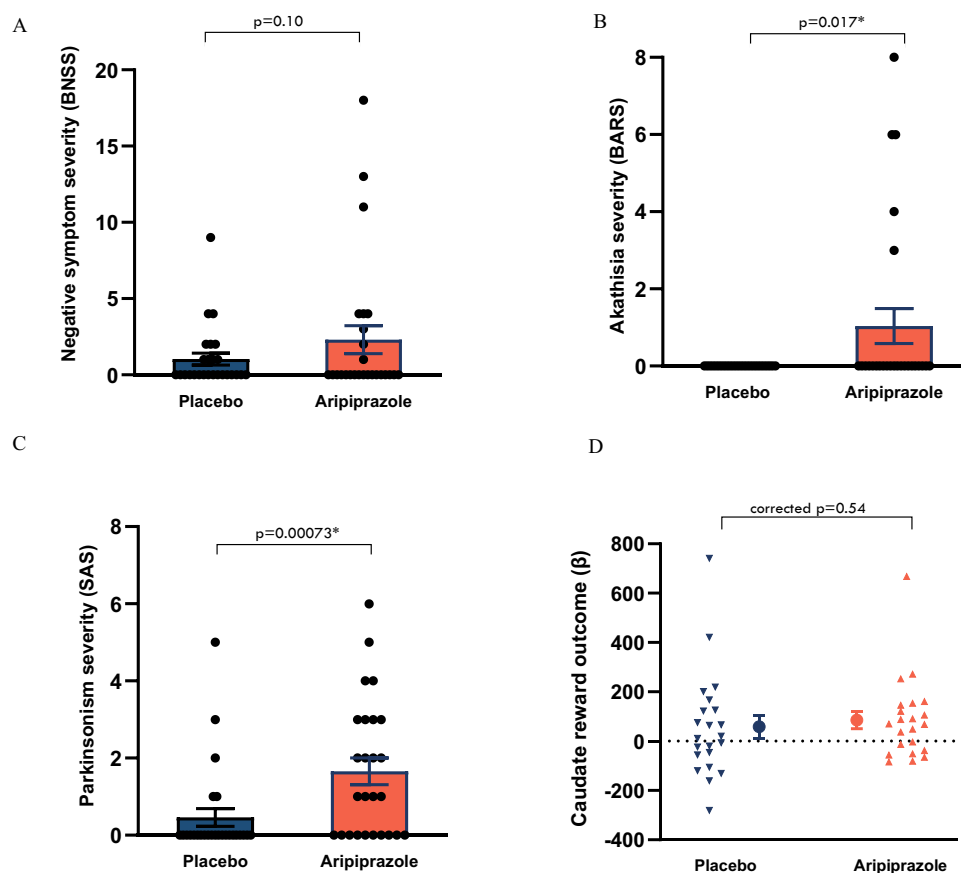 A
p=0.10
Negative symptom severity (BNSS)
20
15
10
5
0
Placebo
Aripiprazole
B
p=0.017*
Akathisia severity (BARS)
8
6
4
2
0
Placebo
Aripiprazole
C
p=0.00073*
Parkinsonism severity (SAS)
8
6
4
2
0
Placebo
Aripiprazole
D
corrected p=0.54
Caudate reward outcome (β)
800
600
400
200
0
-200
-400
Placebo
Aripiprazole